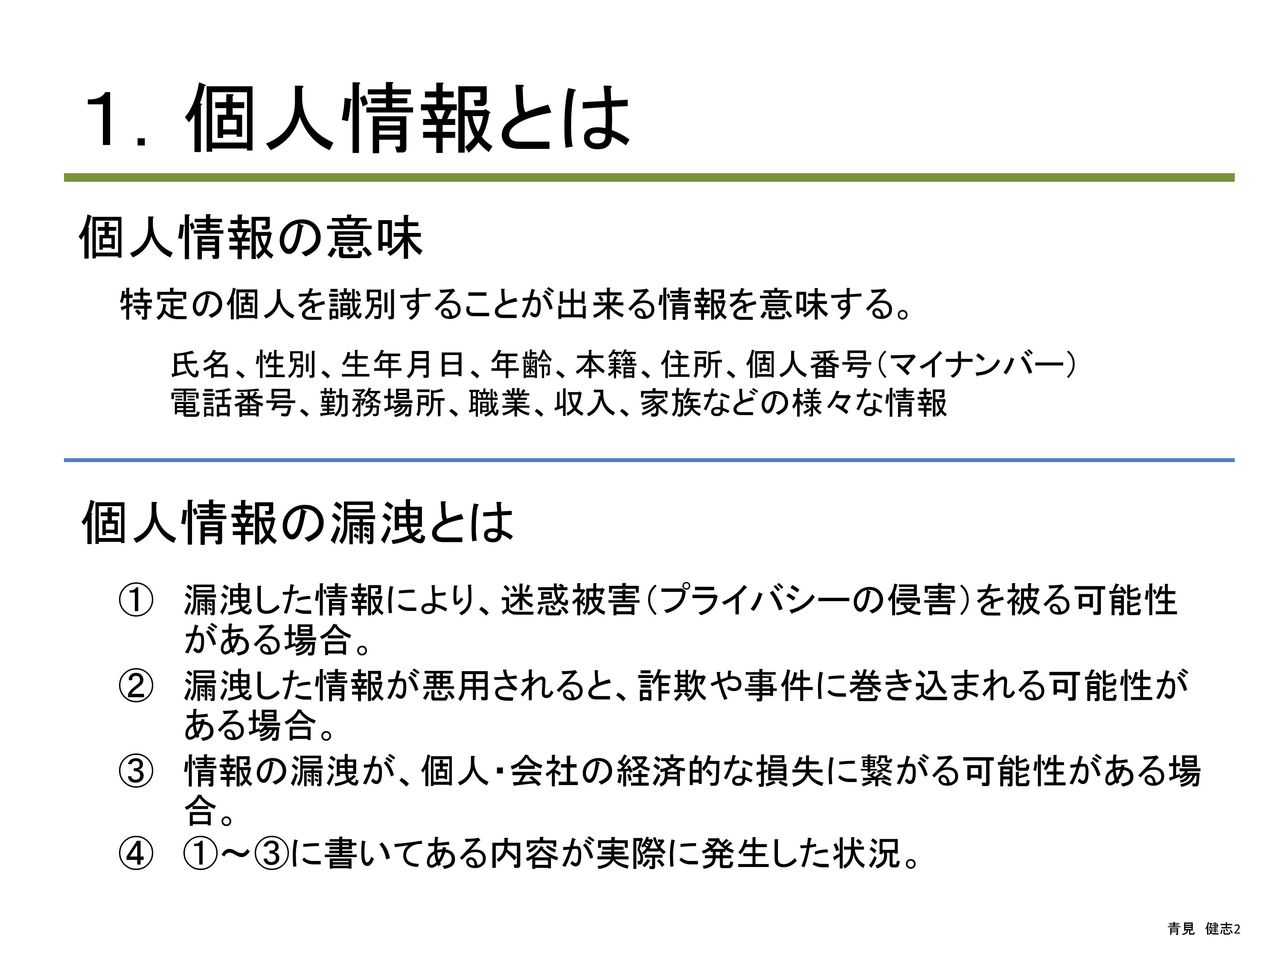 １．個人情報とは
個人情報の意味
特定の個人を識別することが出来る情報を意味する。
氏名、性別、生年月日、年齢、本籍、住所、個人番号（マイナンバー）
電話番号、勤務場所、職業、収入、家族などの様々な情報
個人情報の漏洩とは
① 漏洩した情報により、迷惑被害（プライバシーの侵害）を被る可能性
がある場合。
② 漏洩した情報が悪用されると、詐欺や事件に巻き込まれる可能性が
ある場合。
③ 情報の漏洩が、個人・会社の経済的な損失に繋がる可能性がある場
合。
④ ①～③に書いてある内容が実際に発生した状況。
青見　健志2